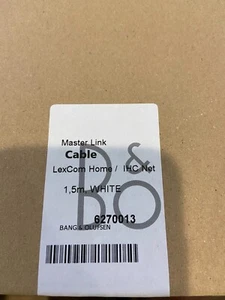 Master Link
Cable
LexCom Home / IHC Net
1,5m, WHITE
6270013
BANG & OLUFSEN
B&O